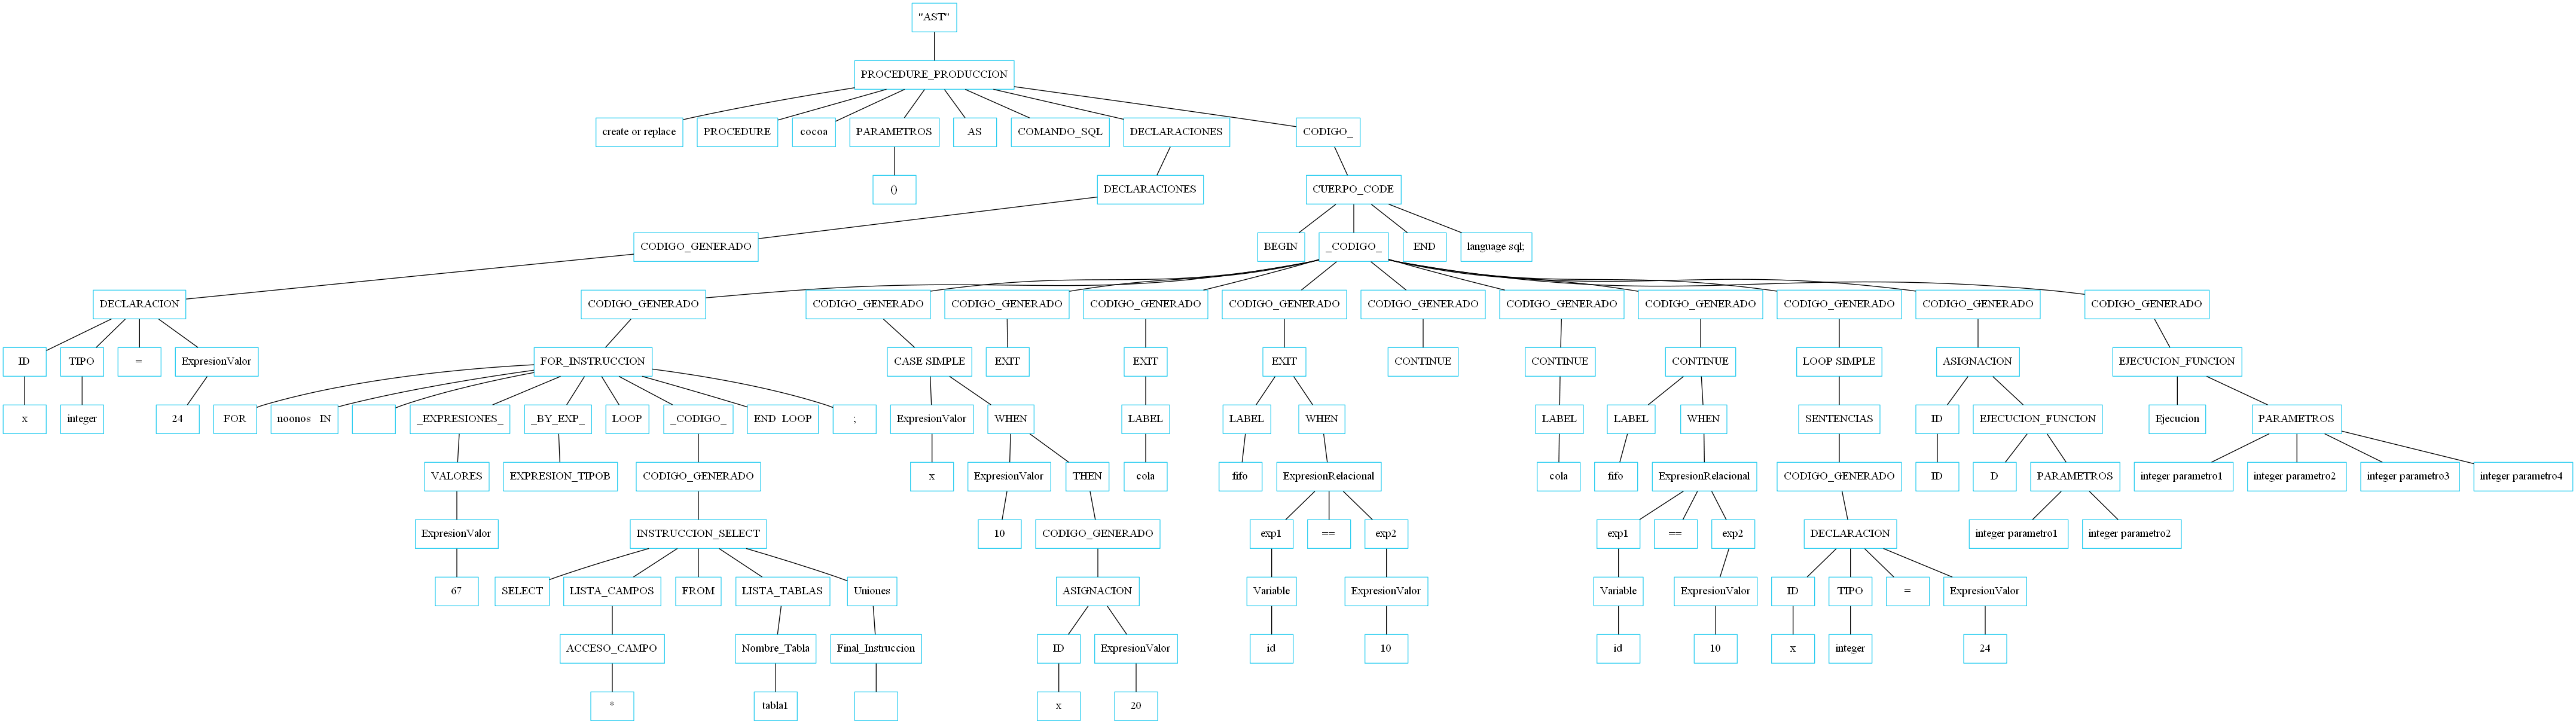 "AST"
PROCEDURE_PRODUCCION
create or replace PROCEDURE cocoa PARAMETROS AS COMANDO_SQL DECLARACIONES CODIGO_
() DECLARACIONES CUERPO_CODE
CODIGO_GENERADO BEGIN _CODIGO_ END language sql;
DECLARACION CODIGO_GENERADO CODIGO_GENERADO CODIGO_GENERADO CODIGO_GENERADO CODIGO_GENERADO CODIGO_GENERADO CODIGO_GENERADO CODIGO_GENERADO CODIGO_GENERADO CODIGO_GENERADO CODIGO_GENERADO
ID TIPO = ExpresionValor FOR_INSTRUCCION CASE SIMPLE EXIT EXIT EXIT CONTINUE CONTINUE CONTINUE LOOP SIMPLE ASIGNACION EJECUCION_FUNCION
x integer 24 FOR noonos IN _EXPRESIONES_ _BY_EXP_ LOOP _CODIGO_ END LOOP ; ExpresionValor WHEN LABEL LABEL WHEN LABEL LABEL WHEN SENTENCIAS ID EJECUCION_FUNCION Ejecucion PARAMETROS
VALORES EXPRESION_TIPOB CODIGO_GENERADO x ExpresionValor THEN cola fifo ExpresionRelacional cola fifo ExpresionRelacional CODIGO_GENERADO ID D PARAMETROS integer parametro1 integer parametro2 integer parametro3 integer parametro4
ExpresionValor INSTRUCCION_SELECT 10 CODIGO_GENERADO exp1 == exp2 exp1 == exp2 DECLARACION integer parametro1 integer parametro2
67 SELECT LISTA_CAMPOS FROM LISTA_TABLAS Uniones ASIGNACION Variable ExpresionValor Variable ExpresionValor ID TIPO = ExpresionValor
ACCESO_CAMPO Nombre_Tabla Final_Instruccion ID ExpresionValor id 10 id 10 x integer 24
* tabla1 x 20